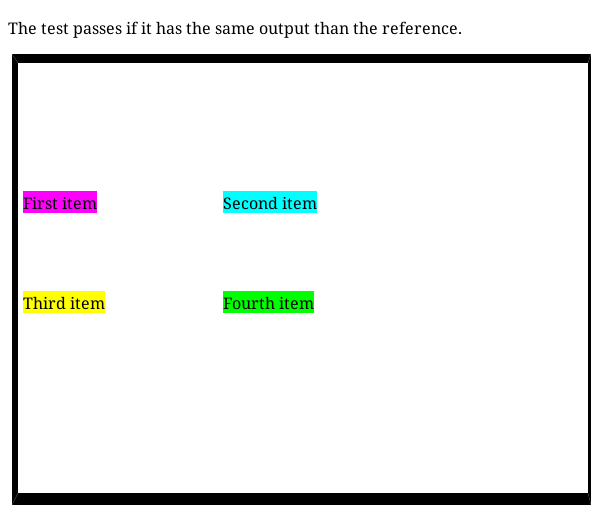 The test passes if it has the same output than the reference.
First item
Second item
Third item
Fourth item